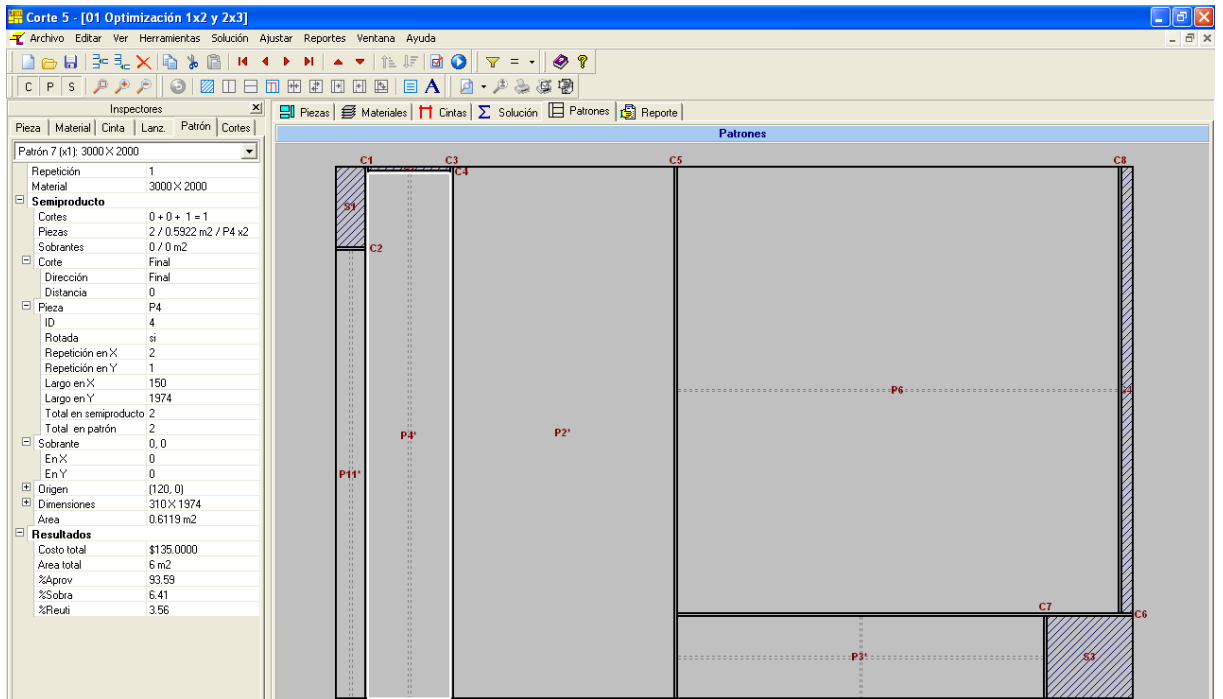 Corte 5 - [01 Optimización 1x2 y 2x3]
Archivo Editar Ver Herramientas Solución Ajustar Reportes Ventana Ayuda
C P S A
Inspectores
Pieza Material Cinta Lanz. Patrón Cortes
Patrón 7 (x1): 3000 X 2000
Repetición 1
Material 3000 X 2000
Semiproducto
Cortes 0 + 0 + 1 = 1
Piezas 2 / 0.5922 m2 / P4 x2
Sobrantes 0 / 0 m2
Corte Final
Dirección Final
Distancia 0
Pieza P4
ID 4
Rotada si
Repetición en X 2
Repetición en Y 1
Largo en X 150
Largo en Y 1974
Total en semiproducto 2
Total en patrón 2
Sobrante 0, 0
En X 0
En Y 0
Origen (120, 0)
Dimensiones 310 X 1974
Area 0.6119 m2
Resultados
Costo total $135.0000
Area total 6 m2
%Aprov 93.59
%Sobra 6.41
%Reuti 3.56
Piezas Materiales Cintas Solución Patrones Reporte
Patrones
C1 C3 C5 C8
C4
S1
C2
P6
P4* P2*
P11*
C7
C6
P3* S3